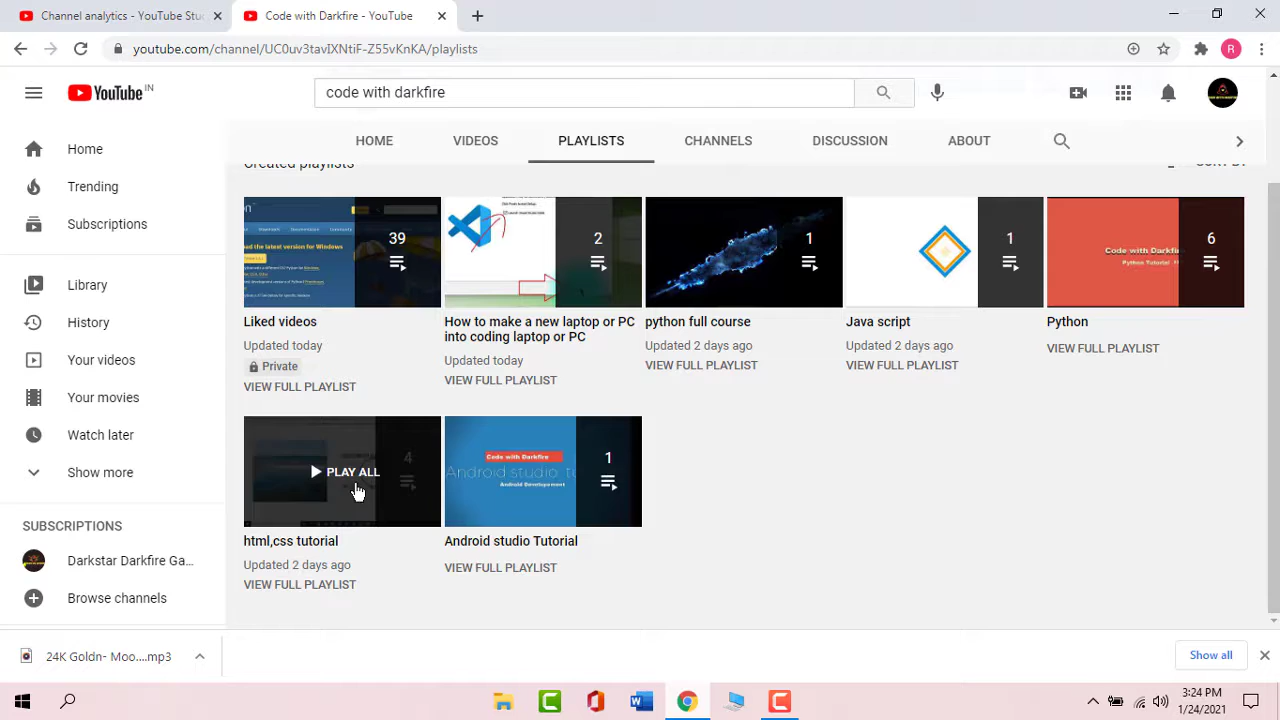 Channel analytics - YouTube Stu
Code with Darkfire - YouTube
youtube.com/channel/UC0uv3tavIXNtiF-Z55vKnKA/playlists
R
YouTube IN
code with darkfire
HOME VIDEOS PLAYLISTS CHANNELS DISCUSSION ABOUT
Home
Trending
Subscriptions
Library
History
Your videos
Your movies
Watch later
Show more
SUBSCRIPTIONS
Darkstar Darkfire Ga...
Browse channels
Created playlists
SORT BY
39
Liked videos
Updated today
Private
VIEW FULL PLAYLIST
2
How to make a new laptop or PC
into coding laptop or PC
Updated today
VIEW FULL PLAYLIST
1
python full course
Updated 2 days ago
VIEW FULL PLAYLIST
1
Java script
Updated 2 days ago
VIEW FULL PLAYLIST
Code with Darkfir
Python Tutorial
6
Python
VIEW FULL PLAYLIST
PLAY ALL
4
html,css tutorial
Updated 2 days ago
VIEW FULL PLAYLIST
Code with Darkfire
Android studio tu
Android Development
1
Android studio Tutorial
VIEW FULL PLAYLIST
24K Goldn- Moo....mp3
Show all
3:24 PM
1/24/2021